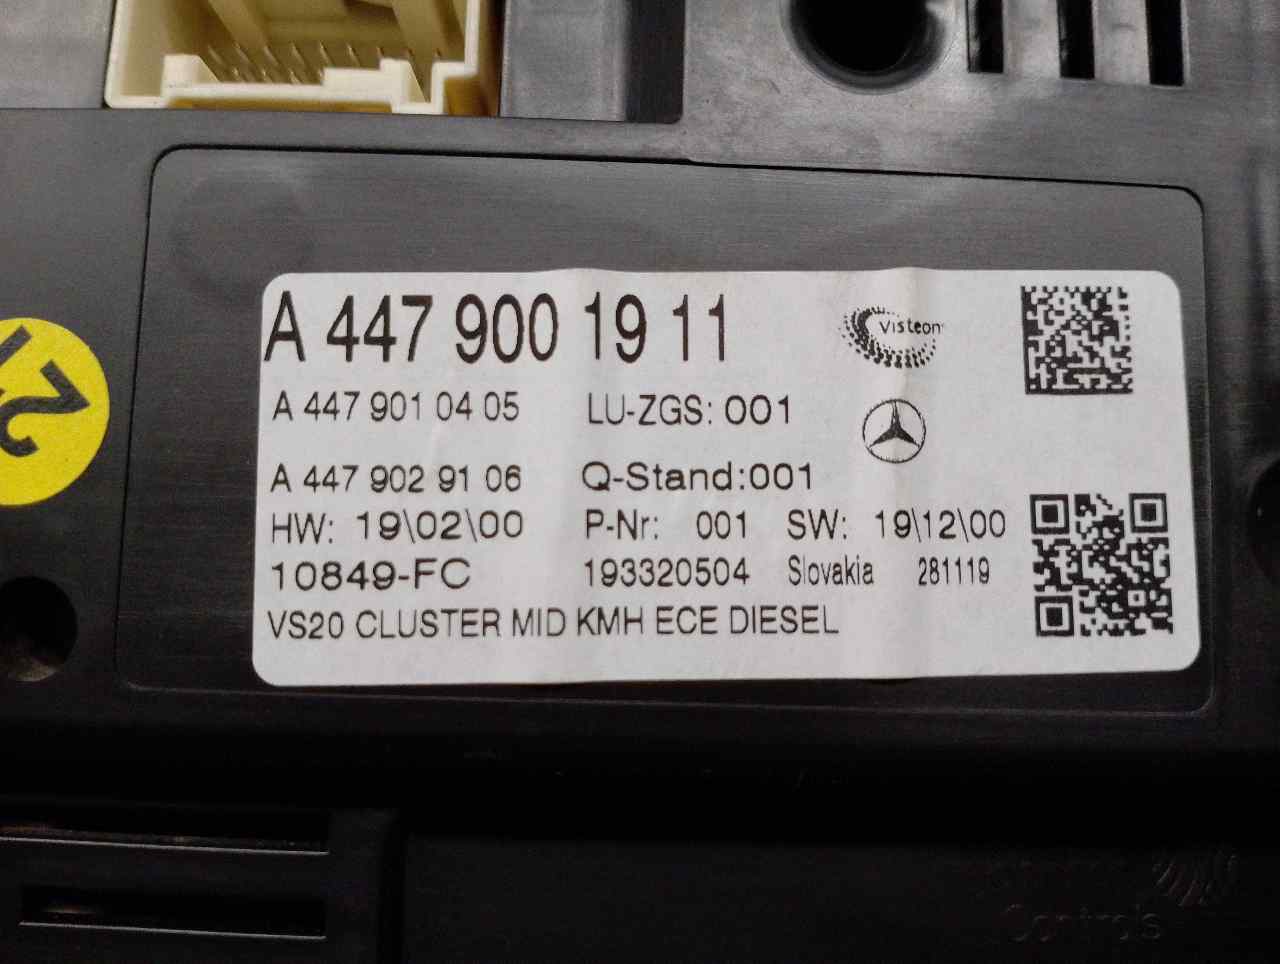 A 447 900 19 11
Visteon
A 447 901 04 05 LU-ZGS: 001
A 447 902 91 06 Q-Stand:001
HW: 19\02\00 P-Nr: 001 SW: 19\12\00
10849-FC 193320504 Slovakia 281119
VS20 CLUSTER MID KMH ECE DIESEL
21
Controls